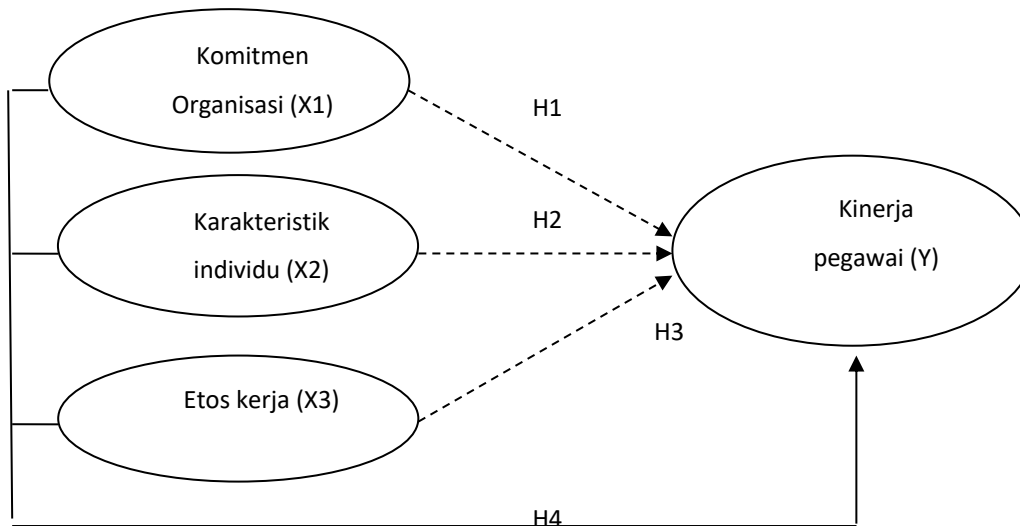 Komitmen
Organisasi (X1)
H1
Karakteristik
individu (X2)
H2
Kinerja
pegawai (Y)
H3
Etos kerja (X3)
H4